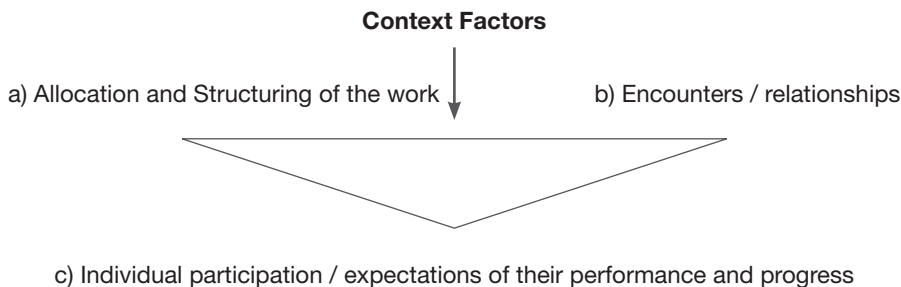 Context Factors
a) Allocation and Structuring of the work
b) Encounters / relationships
c) Individual participation / expectations of their performance and progress